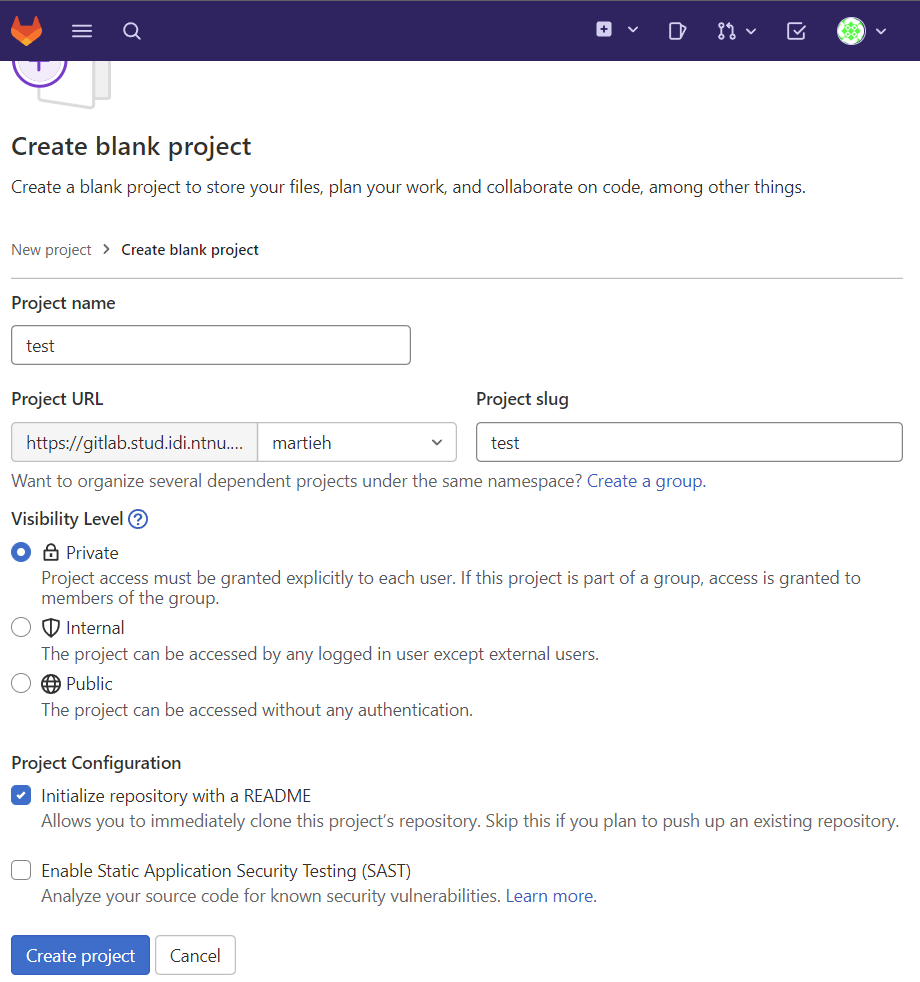 Create blank project
Create a blank project to store your files, plan your work, and collaborate on code, among other things.
New project > Create blank project
Project name
test
Project URL
Project slug
https://gitlab.stud.idi.ntnu.... martieh
test
Want to organize several dependent projects under the same namespace? Create a group.
Visibility Level ?
Private
Project access must be granted explicitly to each user. If this project is part of a group, access is granted to
members of the group.
Internal
The project can be accessed by any logged in user except external users.
Public
The project can be accessed without any authentication.
Project Configuration
Initialize repository with a README
Allows you to immediately clone this project’s repository. Skip this if you plan to push up an existing repository.
Enable Static Application Security Testing (SAST)
Analyze your source code for known security vulnerabilities. Learn more.
Create project Cancel